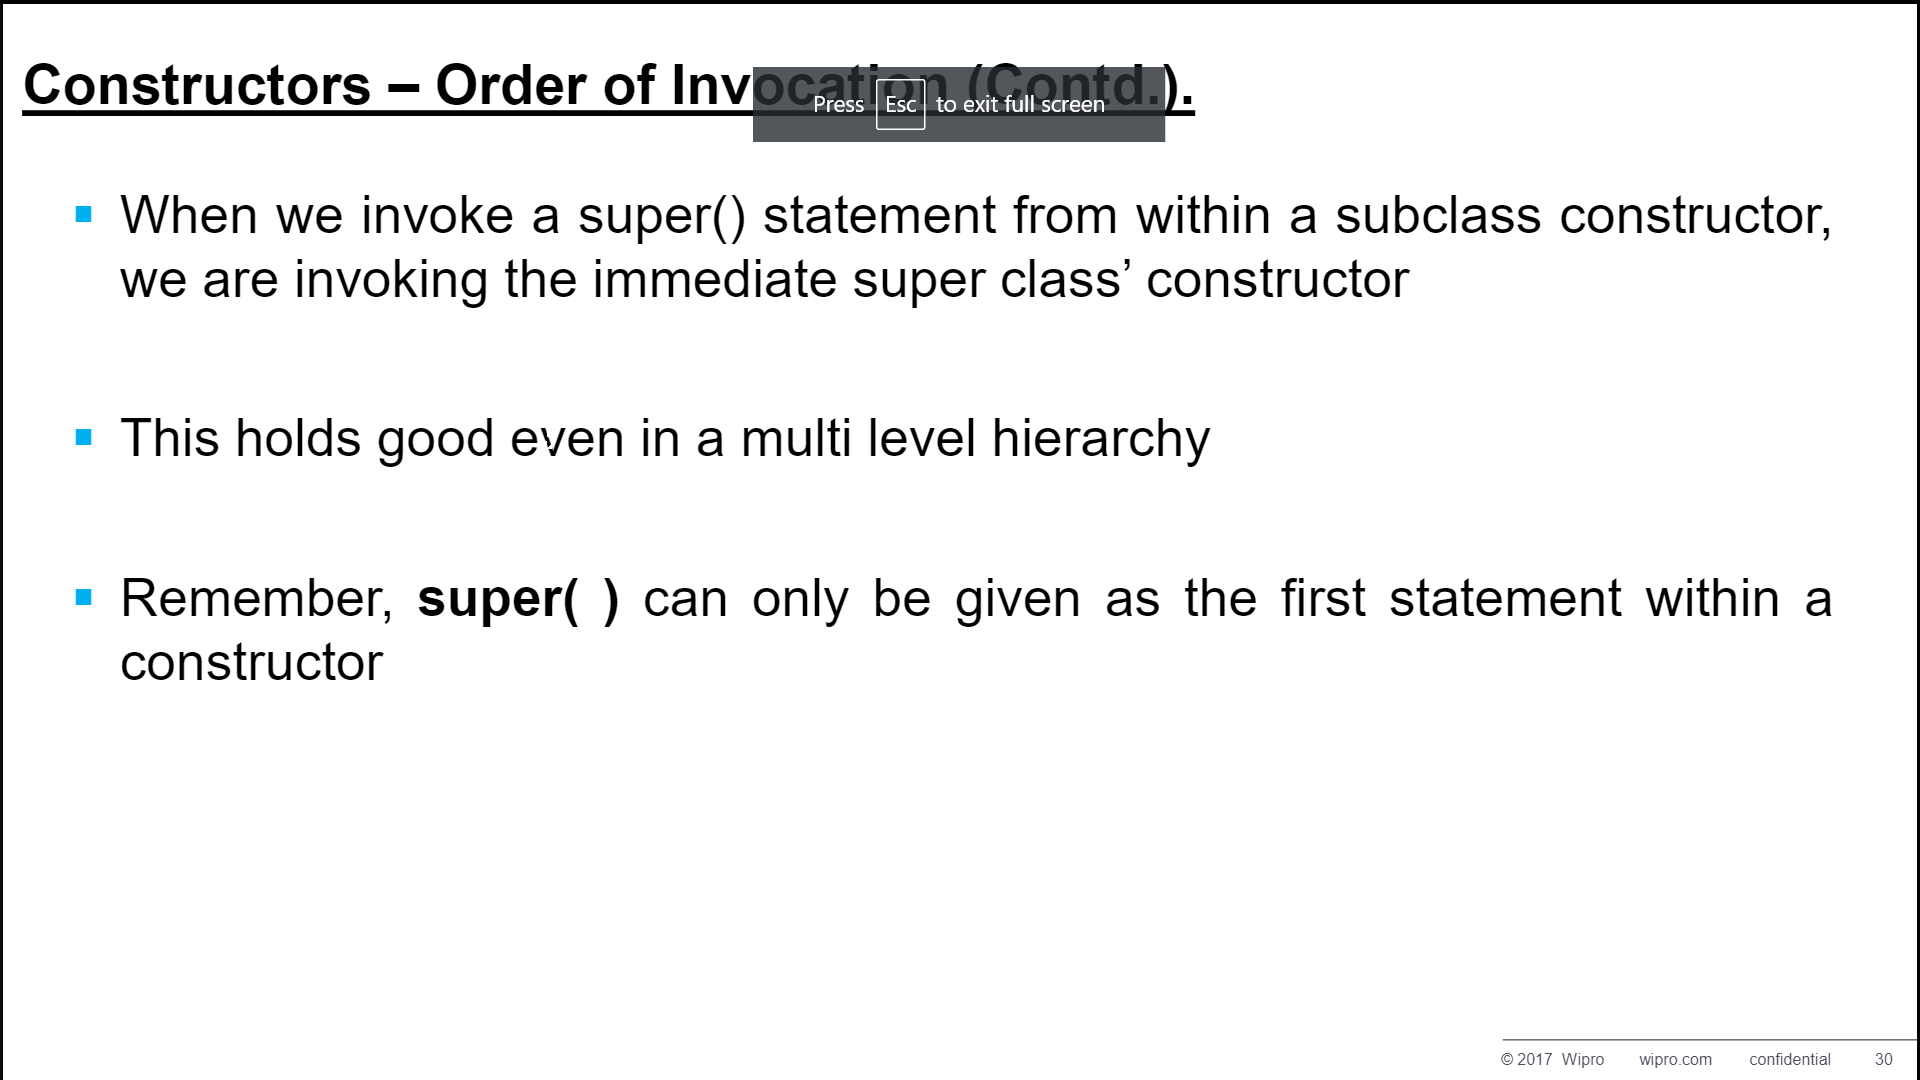 Constructors – Order of Invocation (Contd.).
Press Esc to exit full screen
When we invoke a super() statement from within a subclass constructor,
we are invoking the immediate super class’ constructor
This holds good even in a multi level hierarchy
Remember, super( ) can only be given as the first statement within a
constructor
© 2017 Wipro wipro.com confidential 30